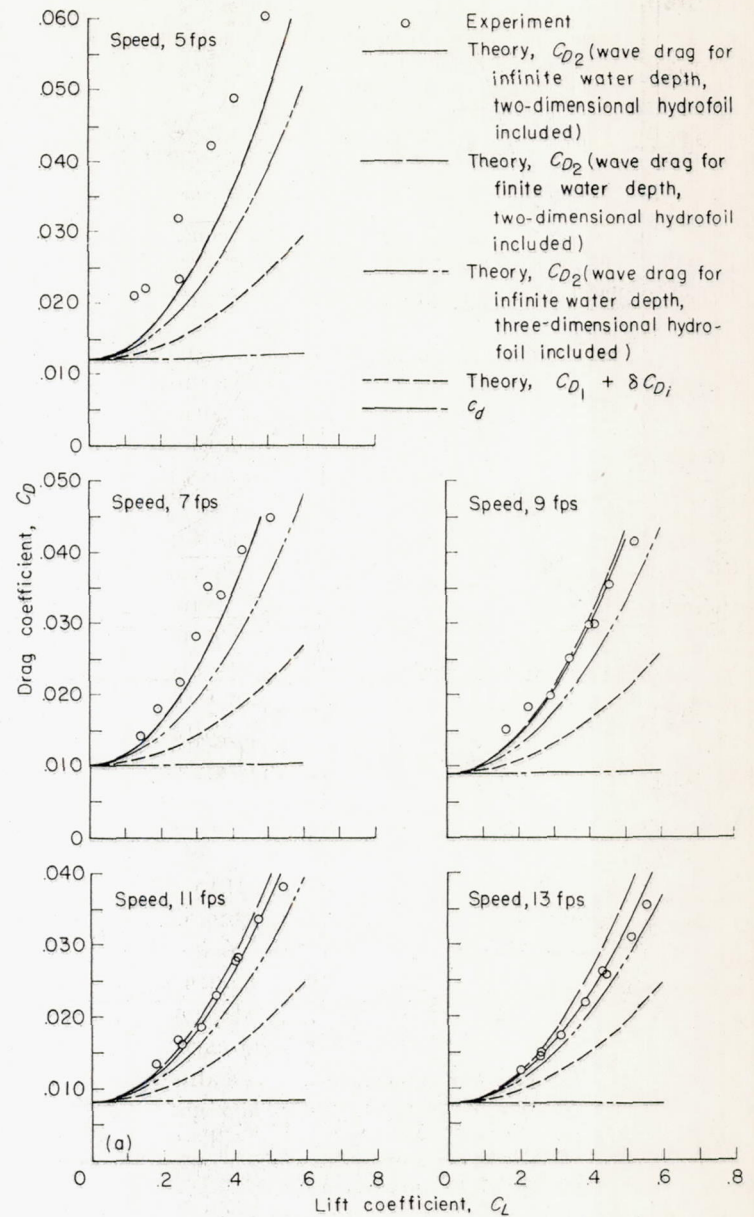 Experiment
Theory, C_D2 (wave drag for
infinite water depth,
two-dimensional hydrofoil
included)
Theory, C_D2 (wave drag for
finite water depth,
two-dimensional hydrofoil
included)
Theory, C_D2 (wave drag for
infinite water depth,
three-dimensional hydro-
foil included)
Theory, C_D1 + δC_Di
c_d
Speed, 5 fps
.060
.050
.040
.030
.020
.010
0
Drag coefficient, C_D
Speed, 7 fps
.050
.040
.030
.020
.010
0
Speed, 9 fps
Speed, 11 fps
.040
.030
.020
.010
(a)
0 .2 .4 .6 .8
Speed, 13 fps
0 .2 .4 .6 .8
Lift coefficient, C_L